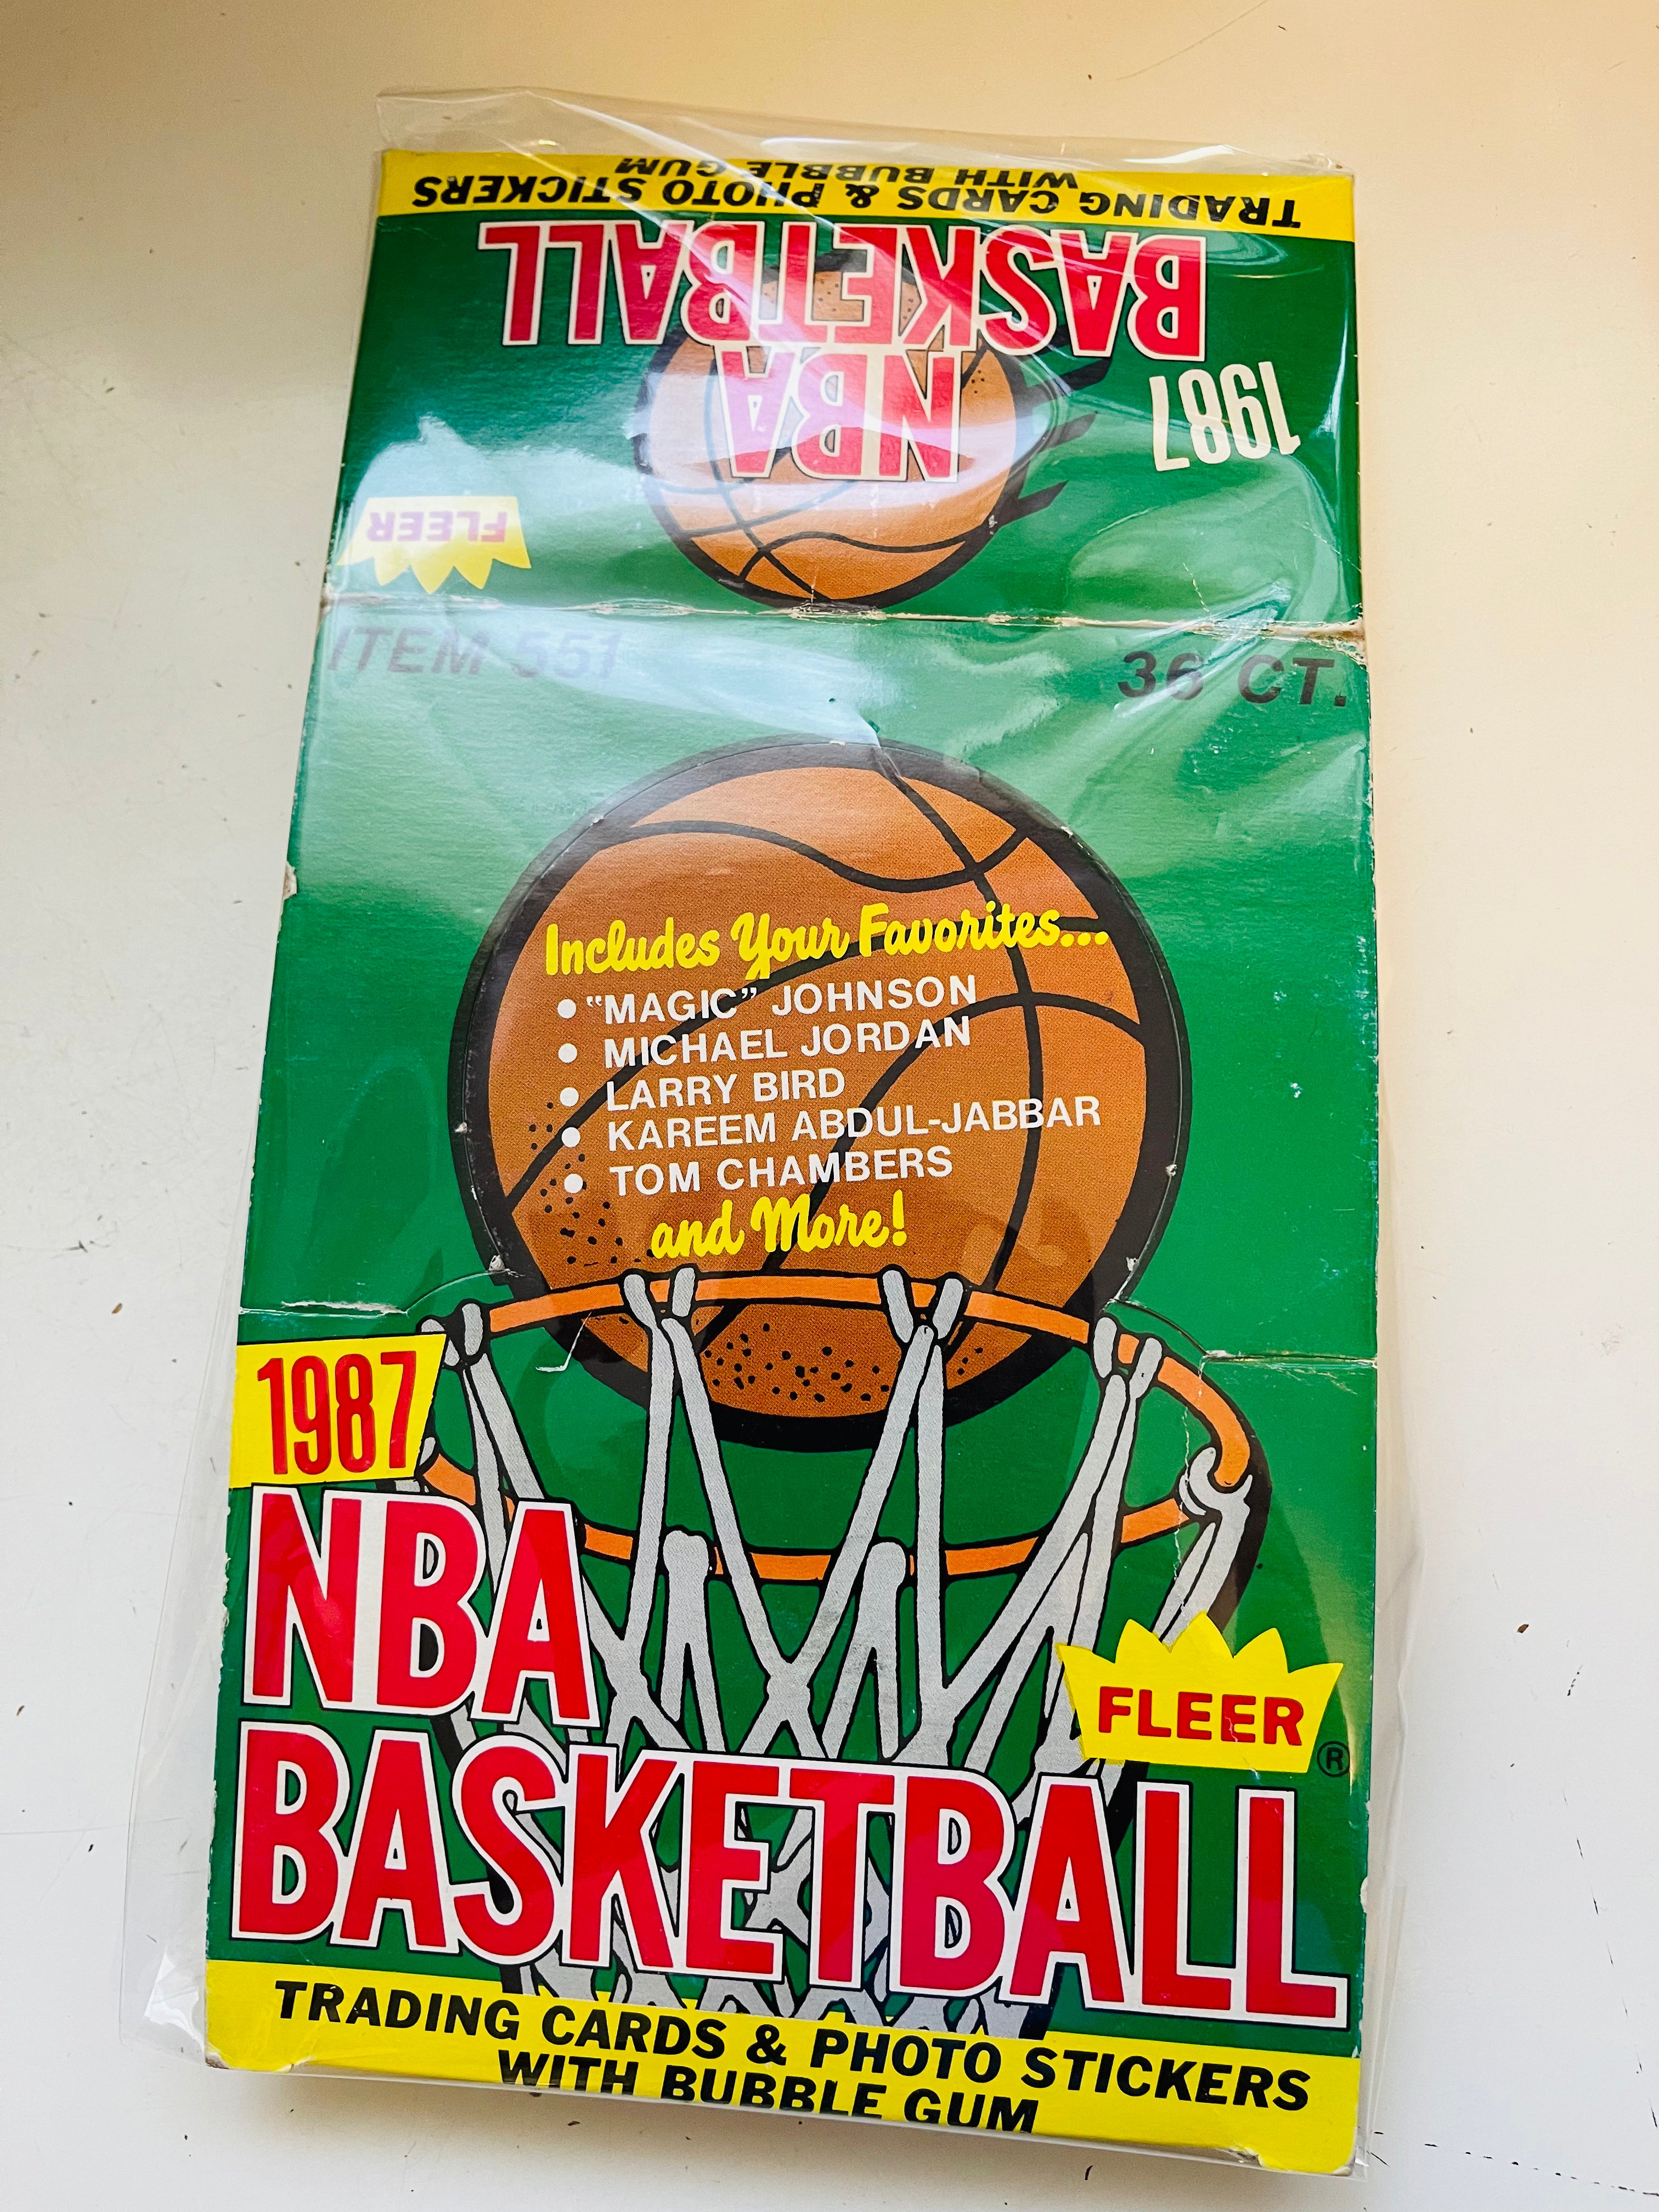 TRADING CARDS & PHOTO STICKERS
WITH BUBBLE GUM
1987
NBA
BASKETBALL
FLEER
ITEM 551
36 CT.
Includes Your Favorites...
• "MAGIC" JOHNSON
• MICHAEL JORDAN
• LARRY BIRD
• KAREEM ABDUL-JABBAR
• TOM CHAMBERS
and More!
1987
NBA
BASKETBALL
FLEER
®
TRADING CARDS & PHOTO STICKERS
WITH BUBBLE GUM